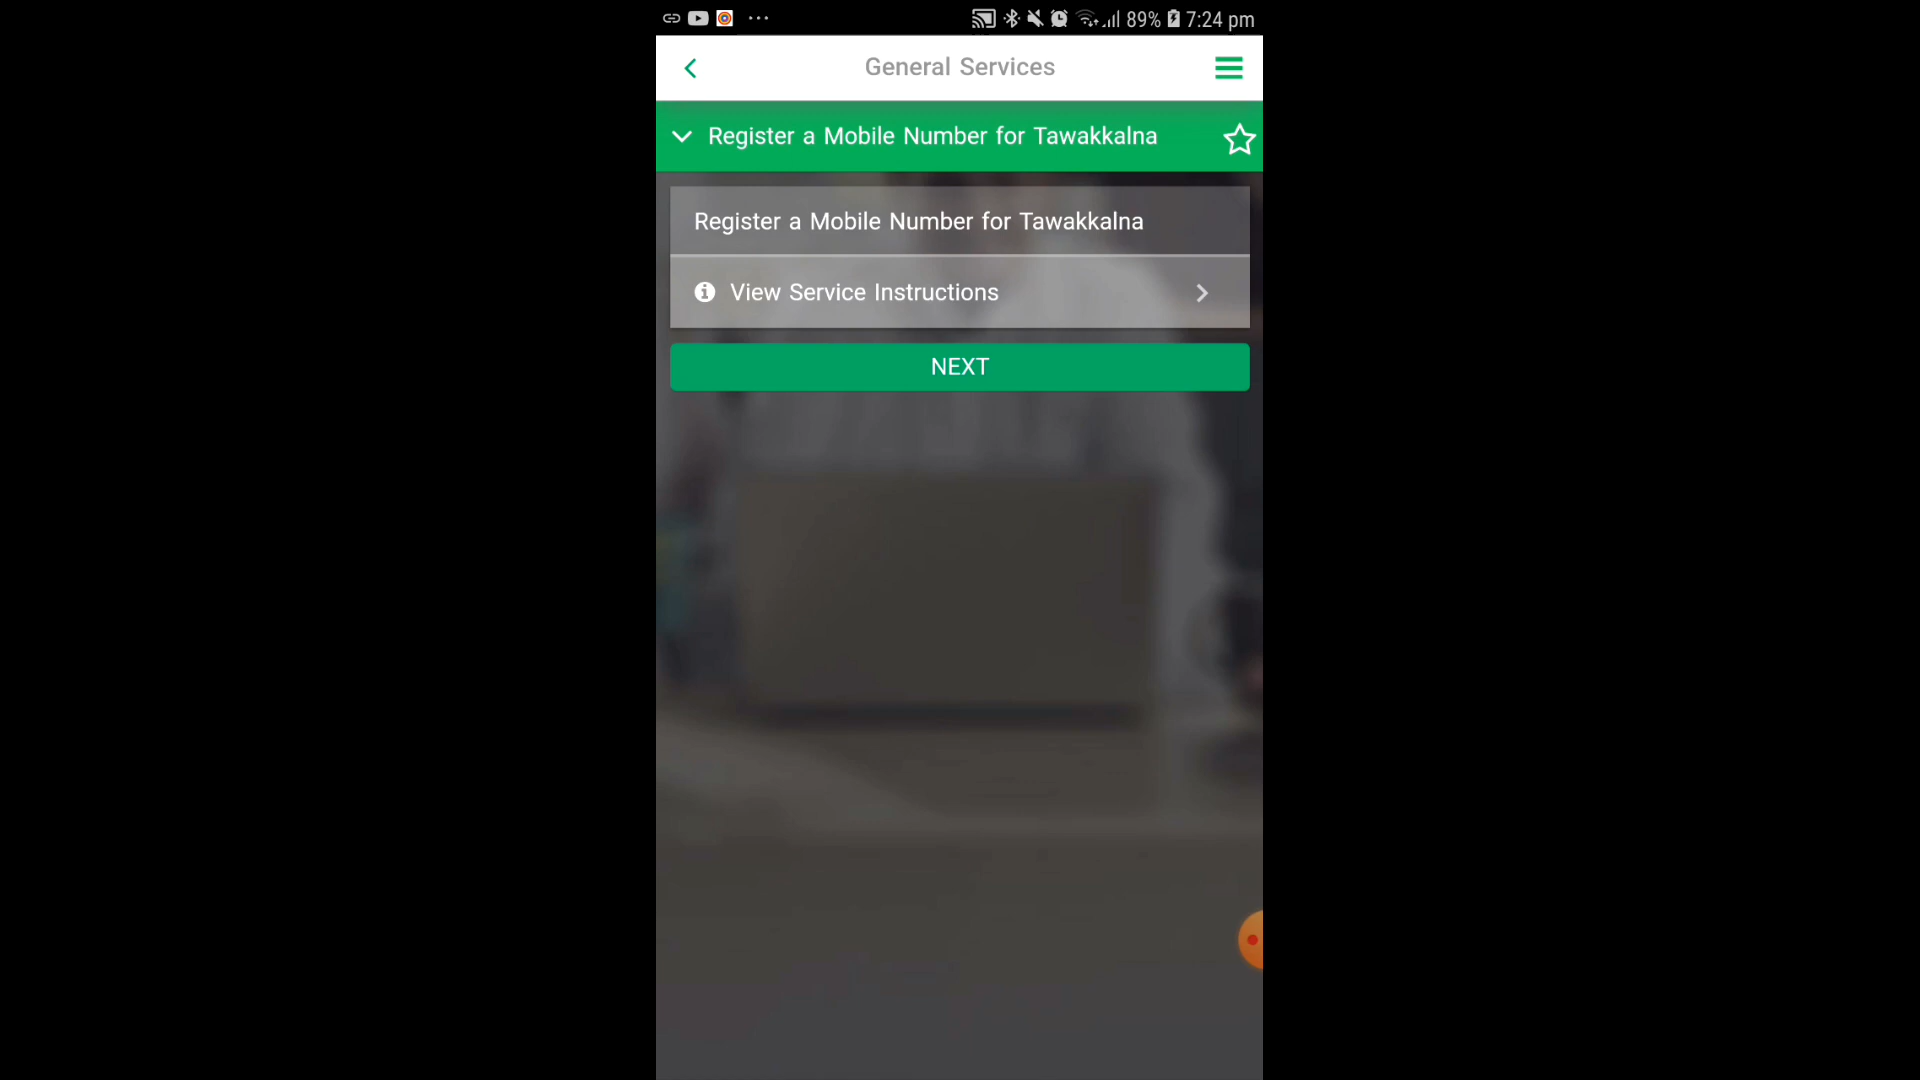 89% 7:24 pm
General Services
Register a Mobile Number for Tawakkalna
Register a Mobile Number for Tawakkalna
View Service Instructions
NEXT